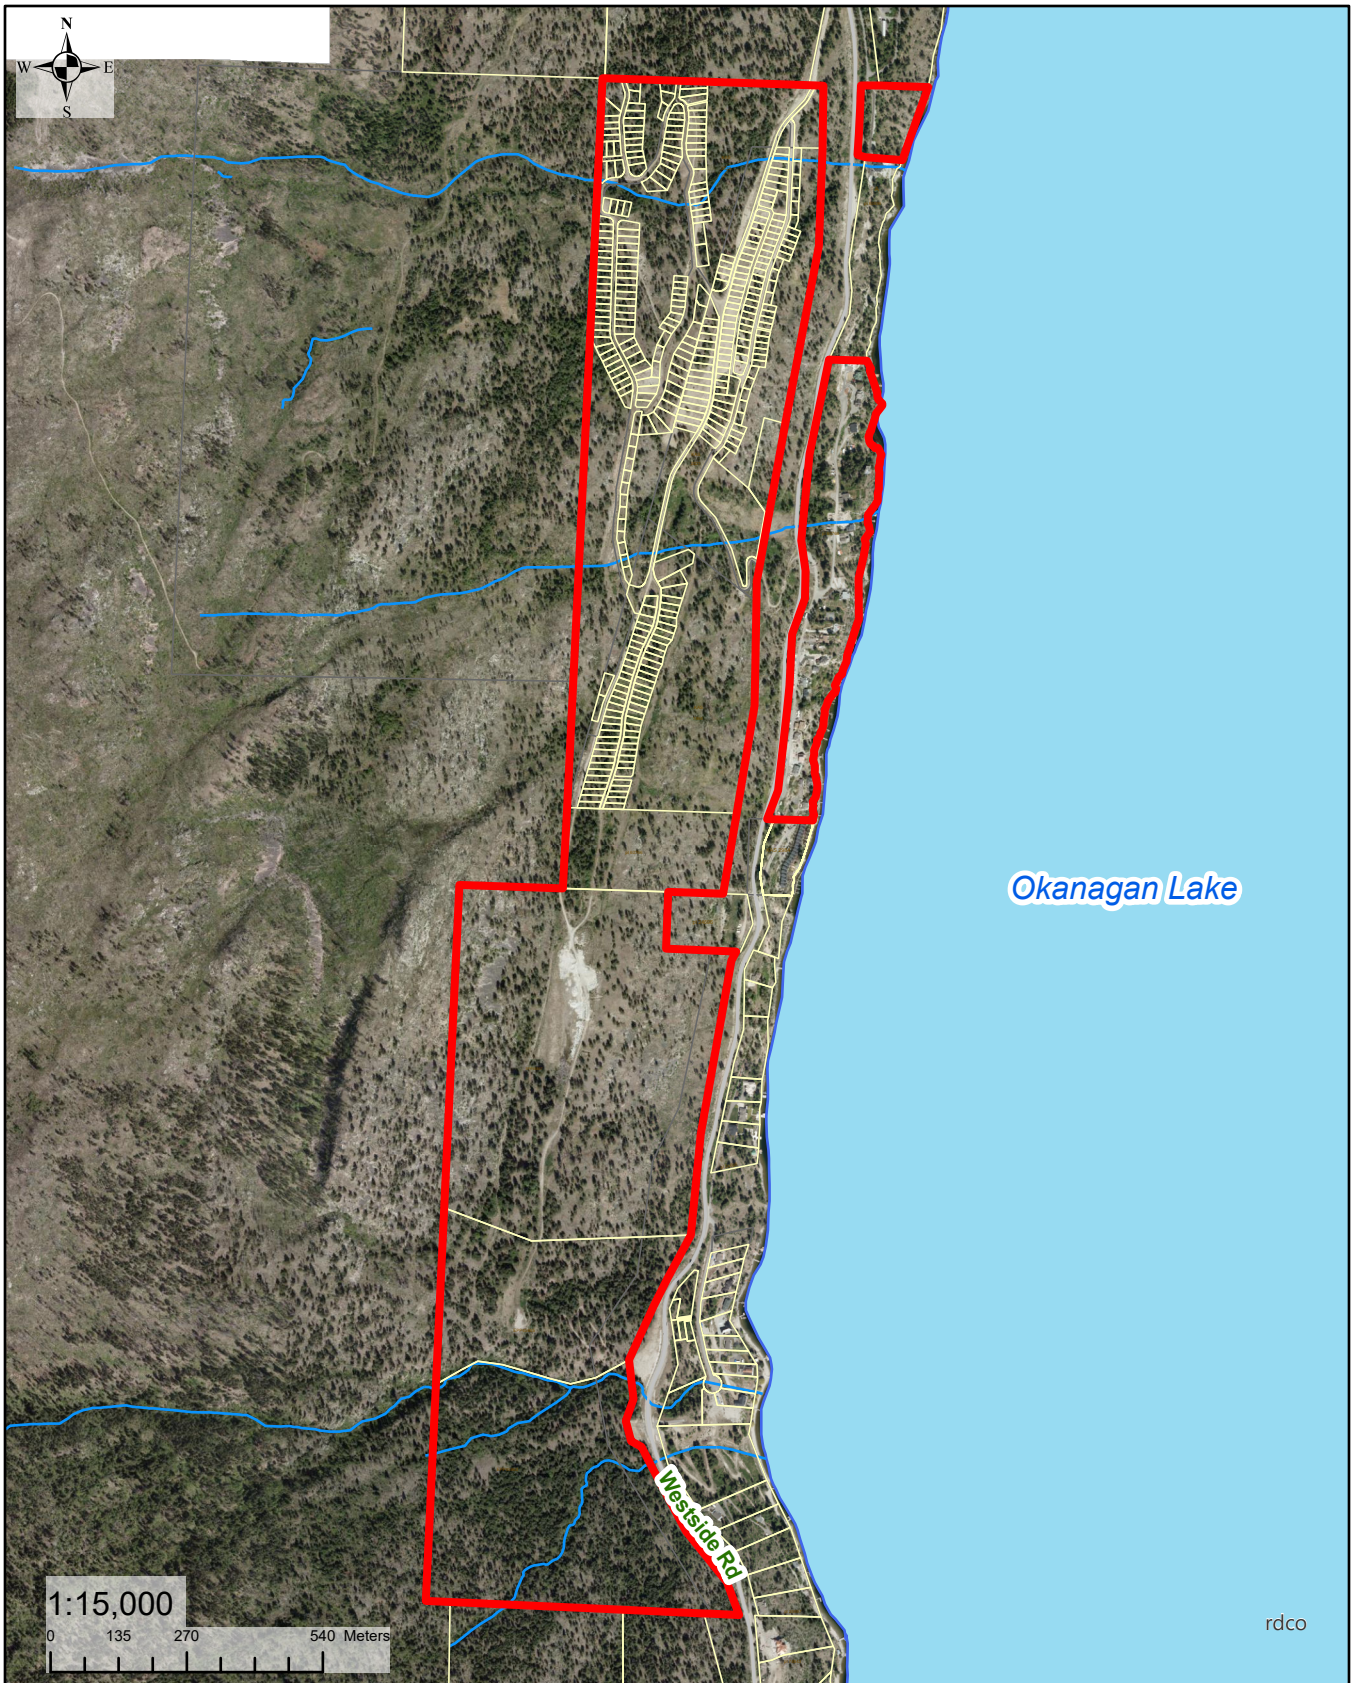 N
W E
S
Okanagan Lake
Westside Rd
1:15,000
0 135 270 540 Meters
rdco